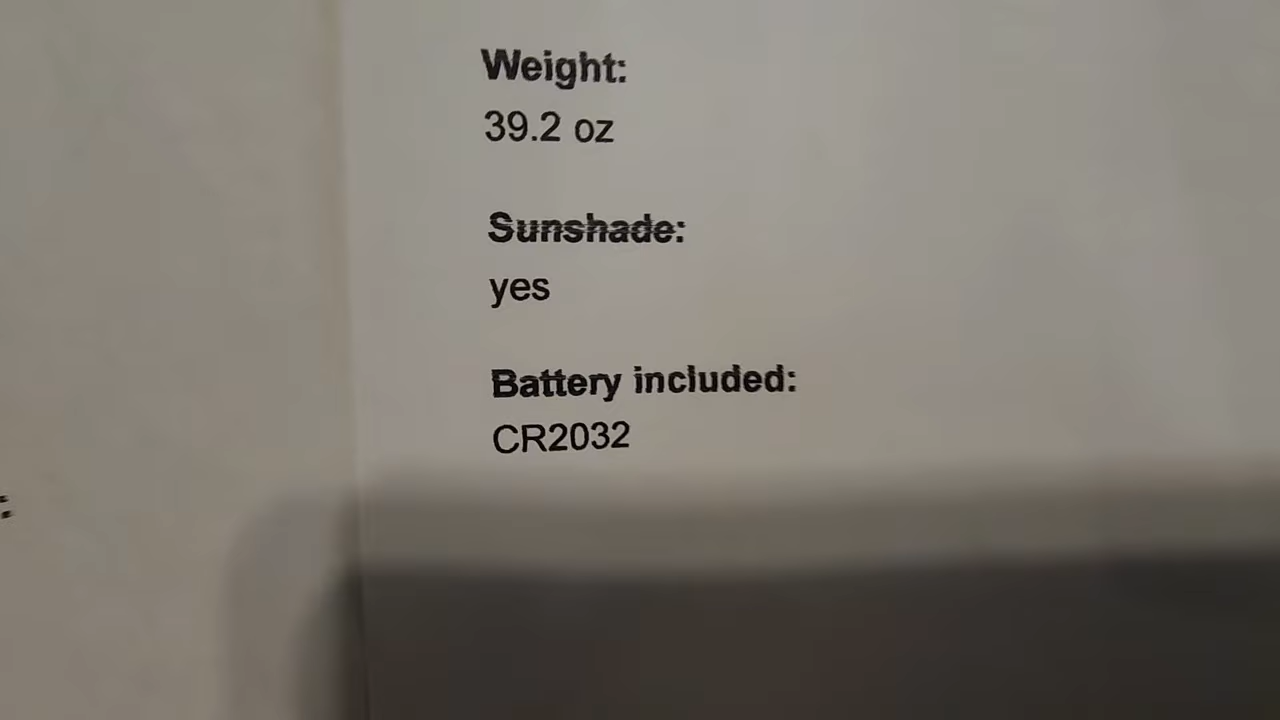 Weight:
39.2 oz
Sunshade:
yes
Battery included:
CR2032